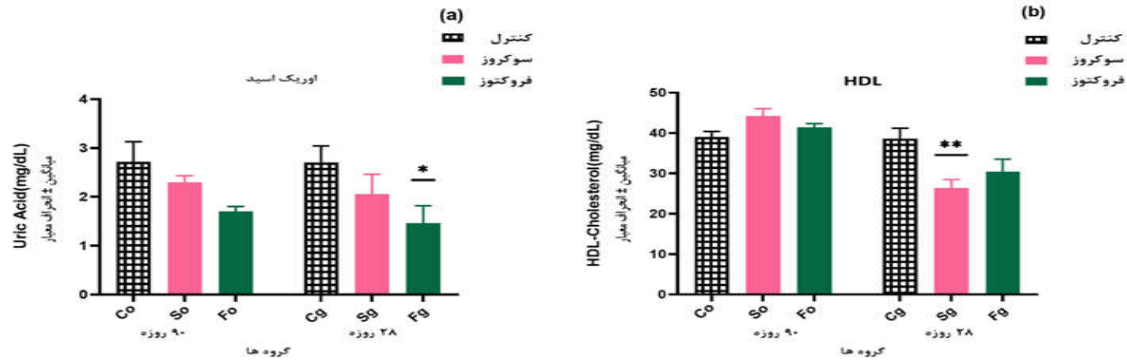 (a)
کنترل
سوکروز
فروکتوز
اوریک اسید
Uric Acid(mg/dL)
میانگین ± انحراف معیار
4
3
2
1
0
*
Co
So
Fo
Cg
Sg
Fg
۹۰ روزه
۳۸ روزه
گروه ها
(b)
کنترل
سوکروز
فروکتوز
HDL
HDL-Cholesterol(mg/dL)
میانگین ± انحراف معیار
50
40
30
20
10
0
**
Co
So
Fo
Cg
Sg
Fg
۹۰ روزه
۳۸ روزه
گروه ها